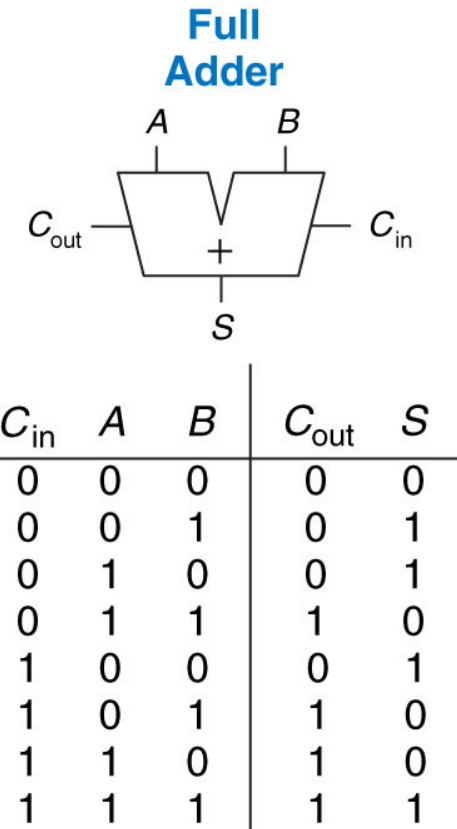 Full
Adder
A B
Cout Cin
+
S
Cin A B Cout S
0 0 0 0 0
0 0 1 0 1
0 1 0 0 1
0 1 1 1 0
1 0 0 0 1
1 0 1 1 0
1 1 0 1 0
1 1 1 1 1